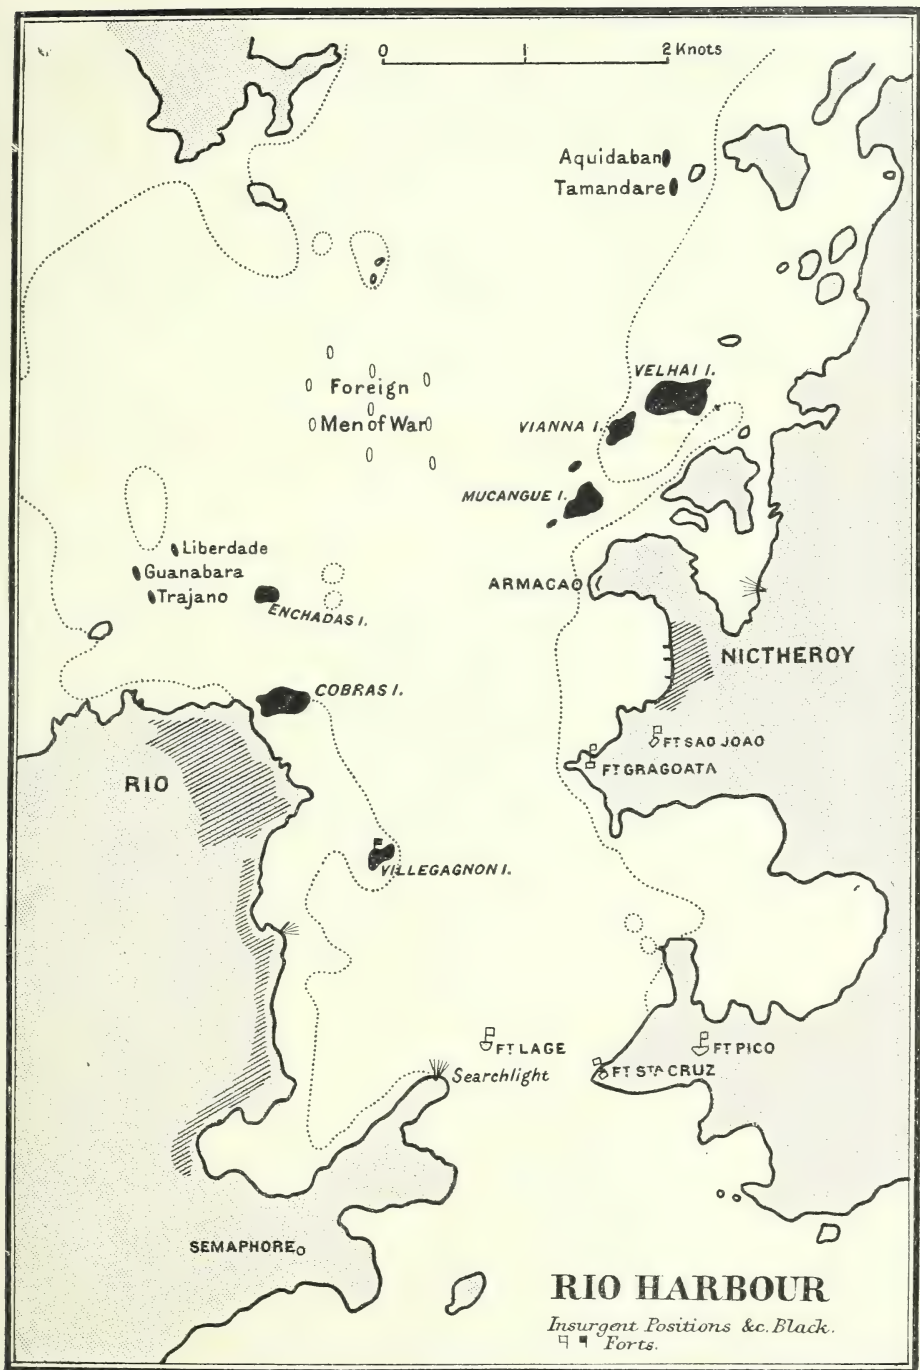 0 1 2 Knots
Aquidaban
Tamandare
VELHAI I.
Foreign
Men of War
VIANNA I.
MUCANGUE I.
Liberdade
Guanabara
Trajano
ENCHADAS I.
ARMACAO
NICTHEROY
COBRAS I.
FT SAO JOAO
FT GRAGOATA
RIO
VILLEGAGNON I.
FT LAGE
FT PICO
Searchlight
FT STA CRUZ
SEMAPHORE
RIO HARBOUR
Insurgent Positions &c. Black.
Forts.